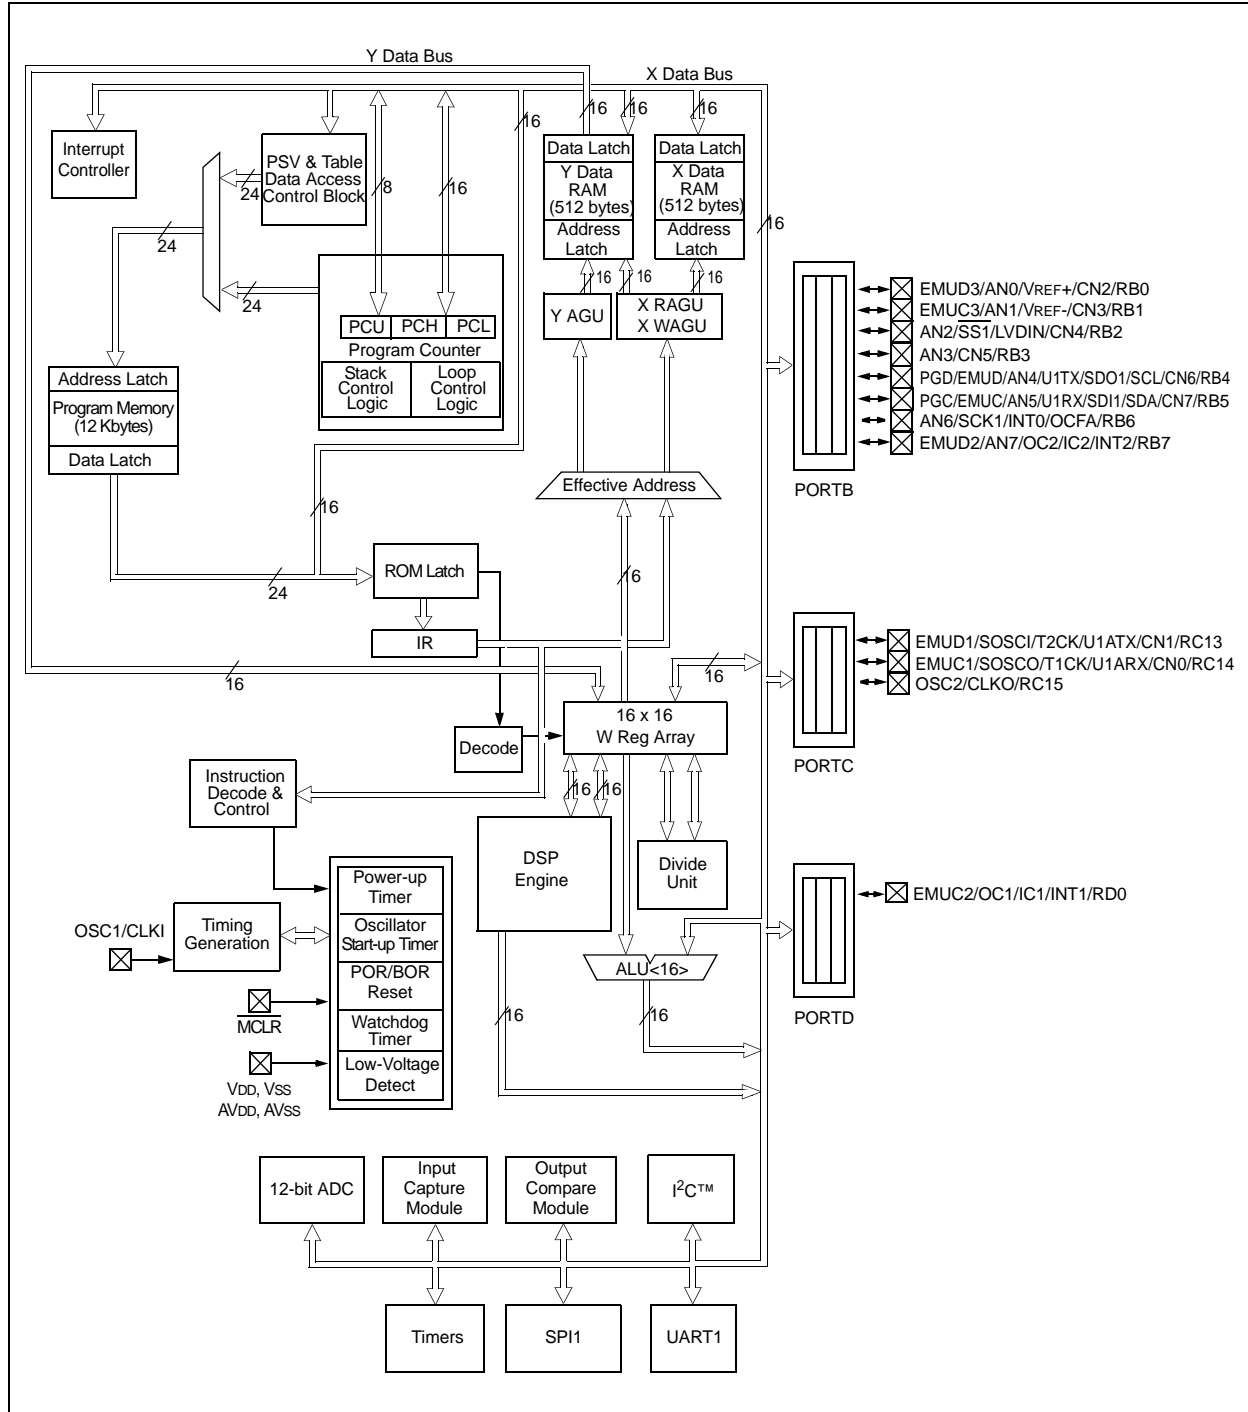 Y Data Bus
X Data Bus
Interrupt
Controller
PSV & Table
Data Access
Control Block
24
24
24
8
16
16
16
16
16
16
Data Latch
Y Data
RAM
(512 bytes)
Address
Latch
Data Latch
X Data
RAM
(512 bytes)
Address
Latch
16
16
16
Y AGU
X RAGU
X WAGU
PCU
PCH
PCL
Program Counter
Stack
Control
Logic
Loop
Control
Logic
Address Latch
Program Memory
(12 Kbytes)
Data Latch
Effective Address
16
24
16
ROM Latch
IR
16
16
16 x 16
W Reg Array
Decode
Instruction
Decode &
Control
16
16
DSP
Engine
Divide
Unit
Power-up
Timer
Oscillator
Start-up Timer
POR/BOR
Reset
Watchdog
Timer
Low-Voltage
Detect
OSC1/CLKI
Timing
Generation
MCLR
VDD, VSS
AVDD, AVSS
ALU<16>
16
16
EMUD3/AN0/VREF+/CN2/RB0
EMUC3/AN1/VREF-/CN3/RB1
AN2/SS1/LVDIN/CN4/RB2
AN3/CN5/RB3
PGD/EMUD/AN4/U1TX/SDO1/SCL/CN6/RB4
PGC/EMUC/AN5/U1RX/SDI1/SDA/CN7/RB5
AN6/SCK1/INT0/OCFA/RB6
EMUD2/AN7/OC2/IC2/INT2/RB7
PORTB
EMUD1/SOSCI/T2CK/U1ATX/CN1/RC13
EMUC1/SOSCO/T1CK/U1ARX/CN0/RC14
OSC2/CLKO/RC15
PORTC
EMUC2/OC1/IC1/INT1/RD0
PORTD
12-bit ADC
Input
Capture
Module
Output
Compare
Module
I²C™
Timers
SPI1
UART1